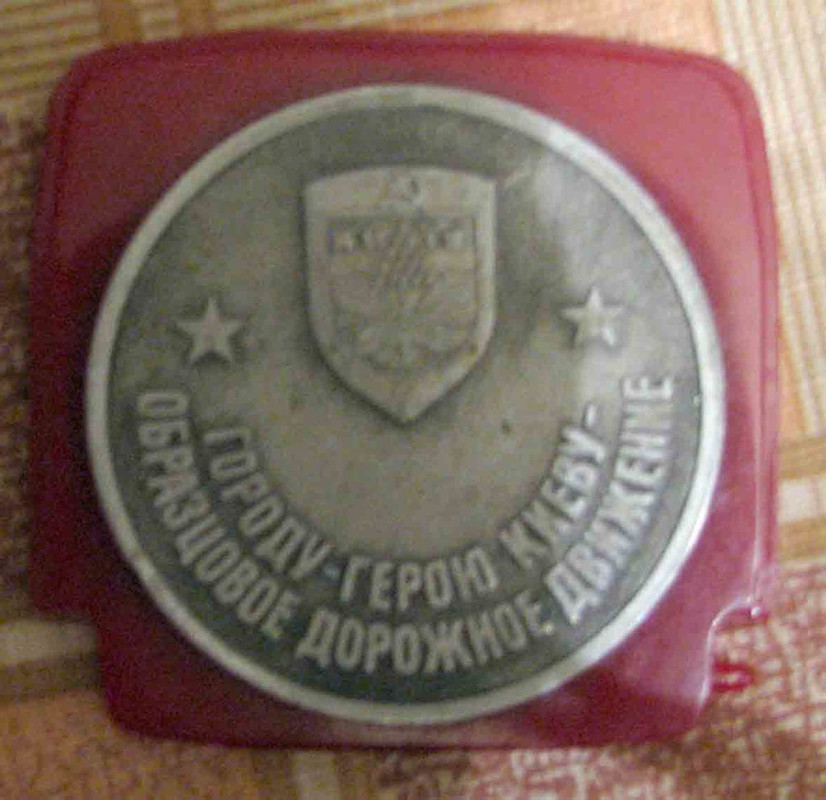 ГОРОДУ-ГЕРОЮ КИЕВУ-
ОБРАЗЦОВОЕ ДОРОЖНОЕ ДВИЖЕНИЕ